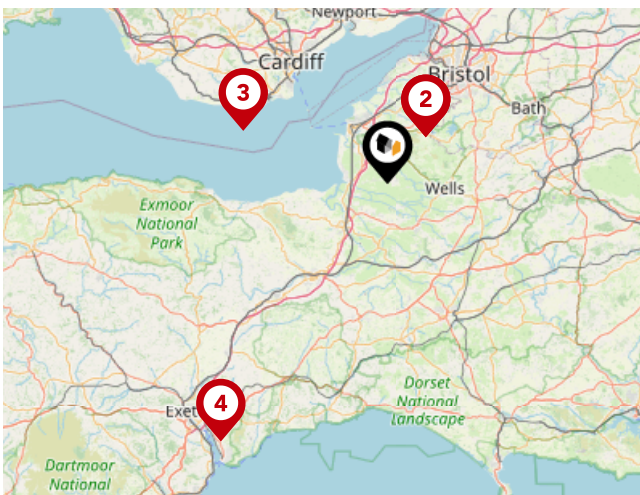 Newport
Cardiff
3
Bristol
2
Bath
Wells
Exmoor
National
Park
Dorset
National
Landscape
4
Exet
Dartmoor
National